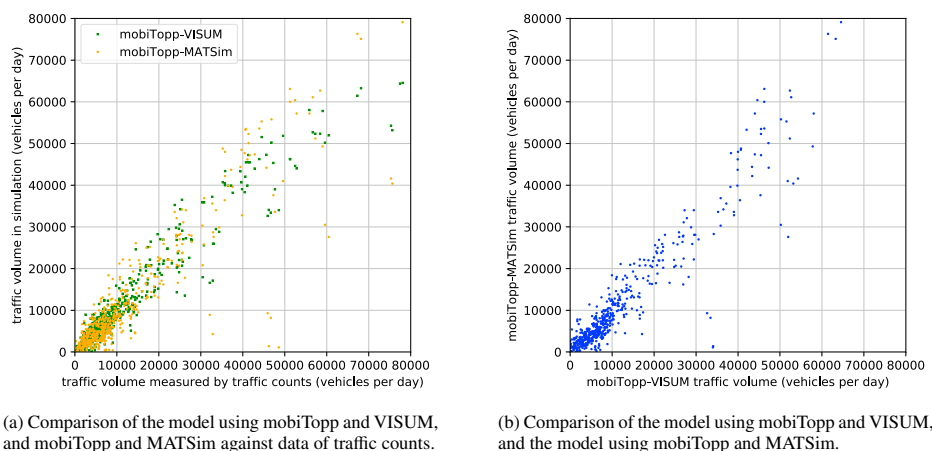 80000
70000
60000
50000
40000
30000
20000
10000
0
traffic volume in simulation (vehicles per day)
mobiTopp-VISUM
mobiTopp-MATSim
0 10000 20000 30000 40000 50000 60000 70000 80000
traffic volume measured by traffic counts (vehicles per day)
(a) Comparison of the model using mobiTopp and VISUM,
and mobiTopp and MATSim against data of traffic counts.
80000
70000
60000
50000
40000
30000
20000
10000
0
mobiTopp-MATSim traffic volume (vehicles per day)
0 10000 20000 30000 40000 50000 60000 70000 80000
mobiTopp-VISUM traffic volume (vehicles per day)
(b) Comparison of the model using mobiTopp and VISUM,
and the model using mobiTopp and MATSim.